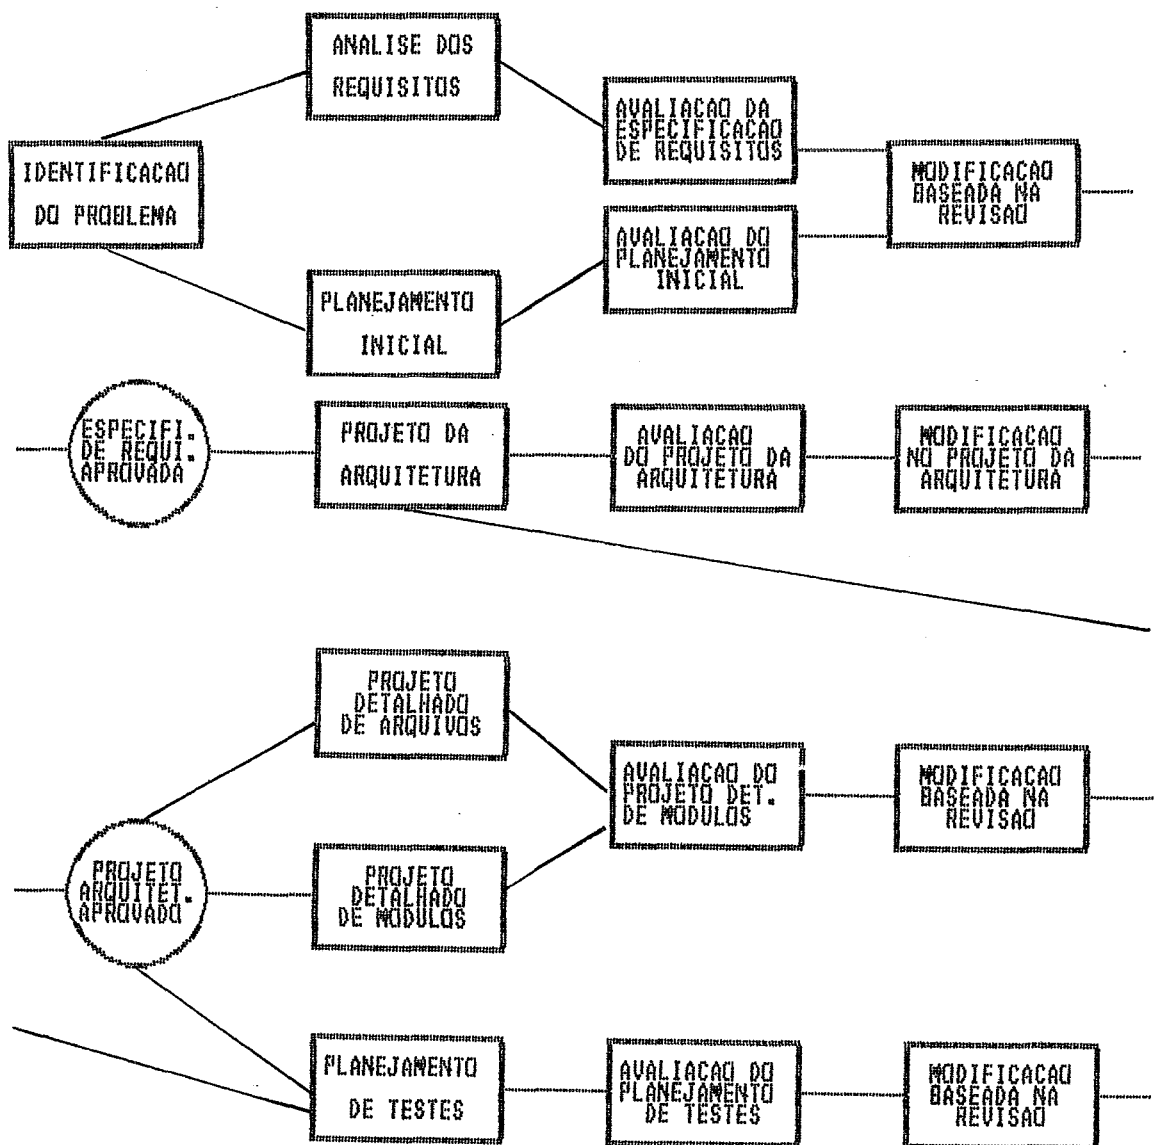 ANALISE DOS
REQUISITOS
AVALIACAO DA
ESPECIFICACAO
DE REQUISITOS
IDENTIFICACAO
DO PROBLEMA
MODIFICACAO
BASEADA NA
REVISAO
AVALIACAO DO
PLANEJAMENTO
INICIAL
PLANEJAMENTO
INICIAL
ESPECIFI.
DE REQUI.
APROVADA
PROJETO DA
ARQUITETURA
AVALIACAO
DO PROJETO DA
ARQUITETURA
MODIFICACAO
NO PROJETO DA
ARQUITETURA
PROJETO
DETALHADO
DE ARQUIVOS
AVALIACAO DO
PROJETO DET.
DE MODULOS
MODIFICACAO
BASEADA NA
REVISAO
PROJETO
ARQUITET.
APROVADO
PROJETO
DETALHADO
DE MODULOS
PLANEJAMENTO
DE TESTES
AVALIACAO DO
PLANEJAMENTO
DE TESTES
MODIFICACAO
BASEADA NA
REVISAO